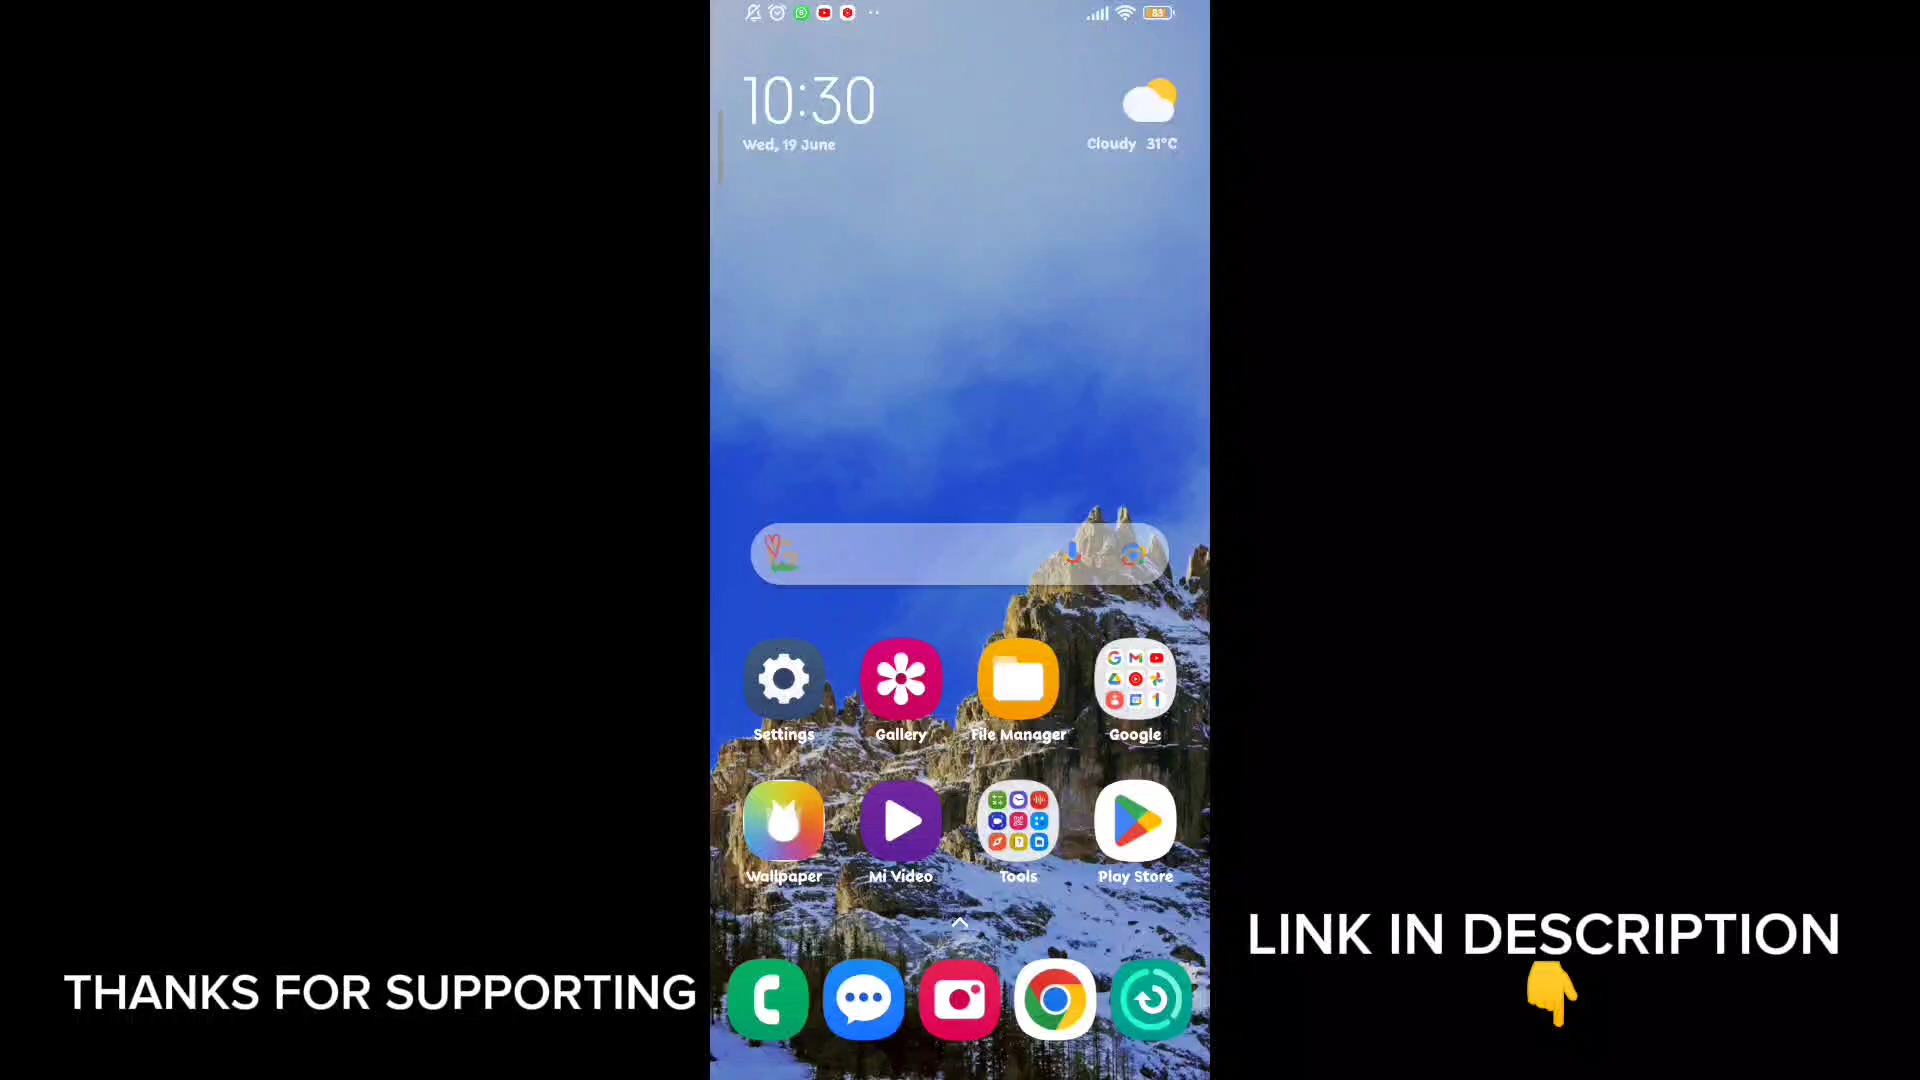 83
10:30
Wed, 19 June
Cloudy 31°C
Settings
Gallery
File Manager
Google
Wallpaper
Mi Video
Tools
Play Store
LINK IN DESCRIPTION
THANKS FOR SUPPORTING